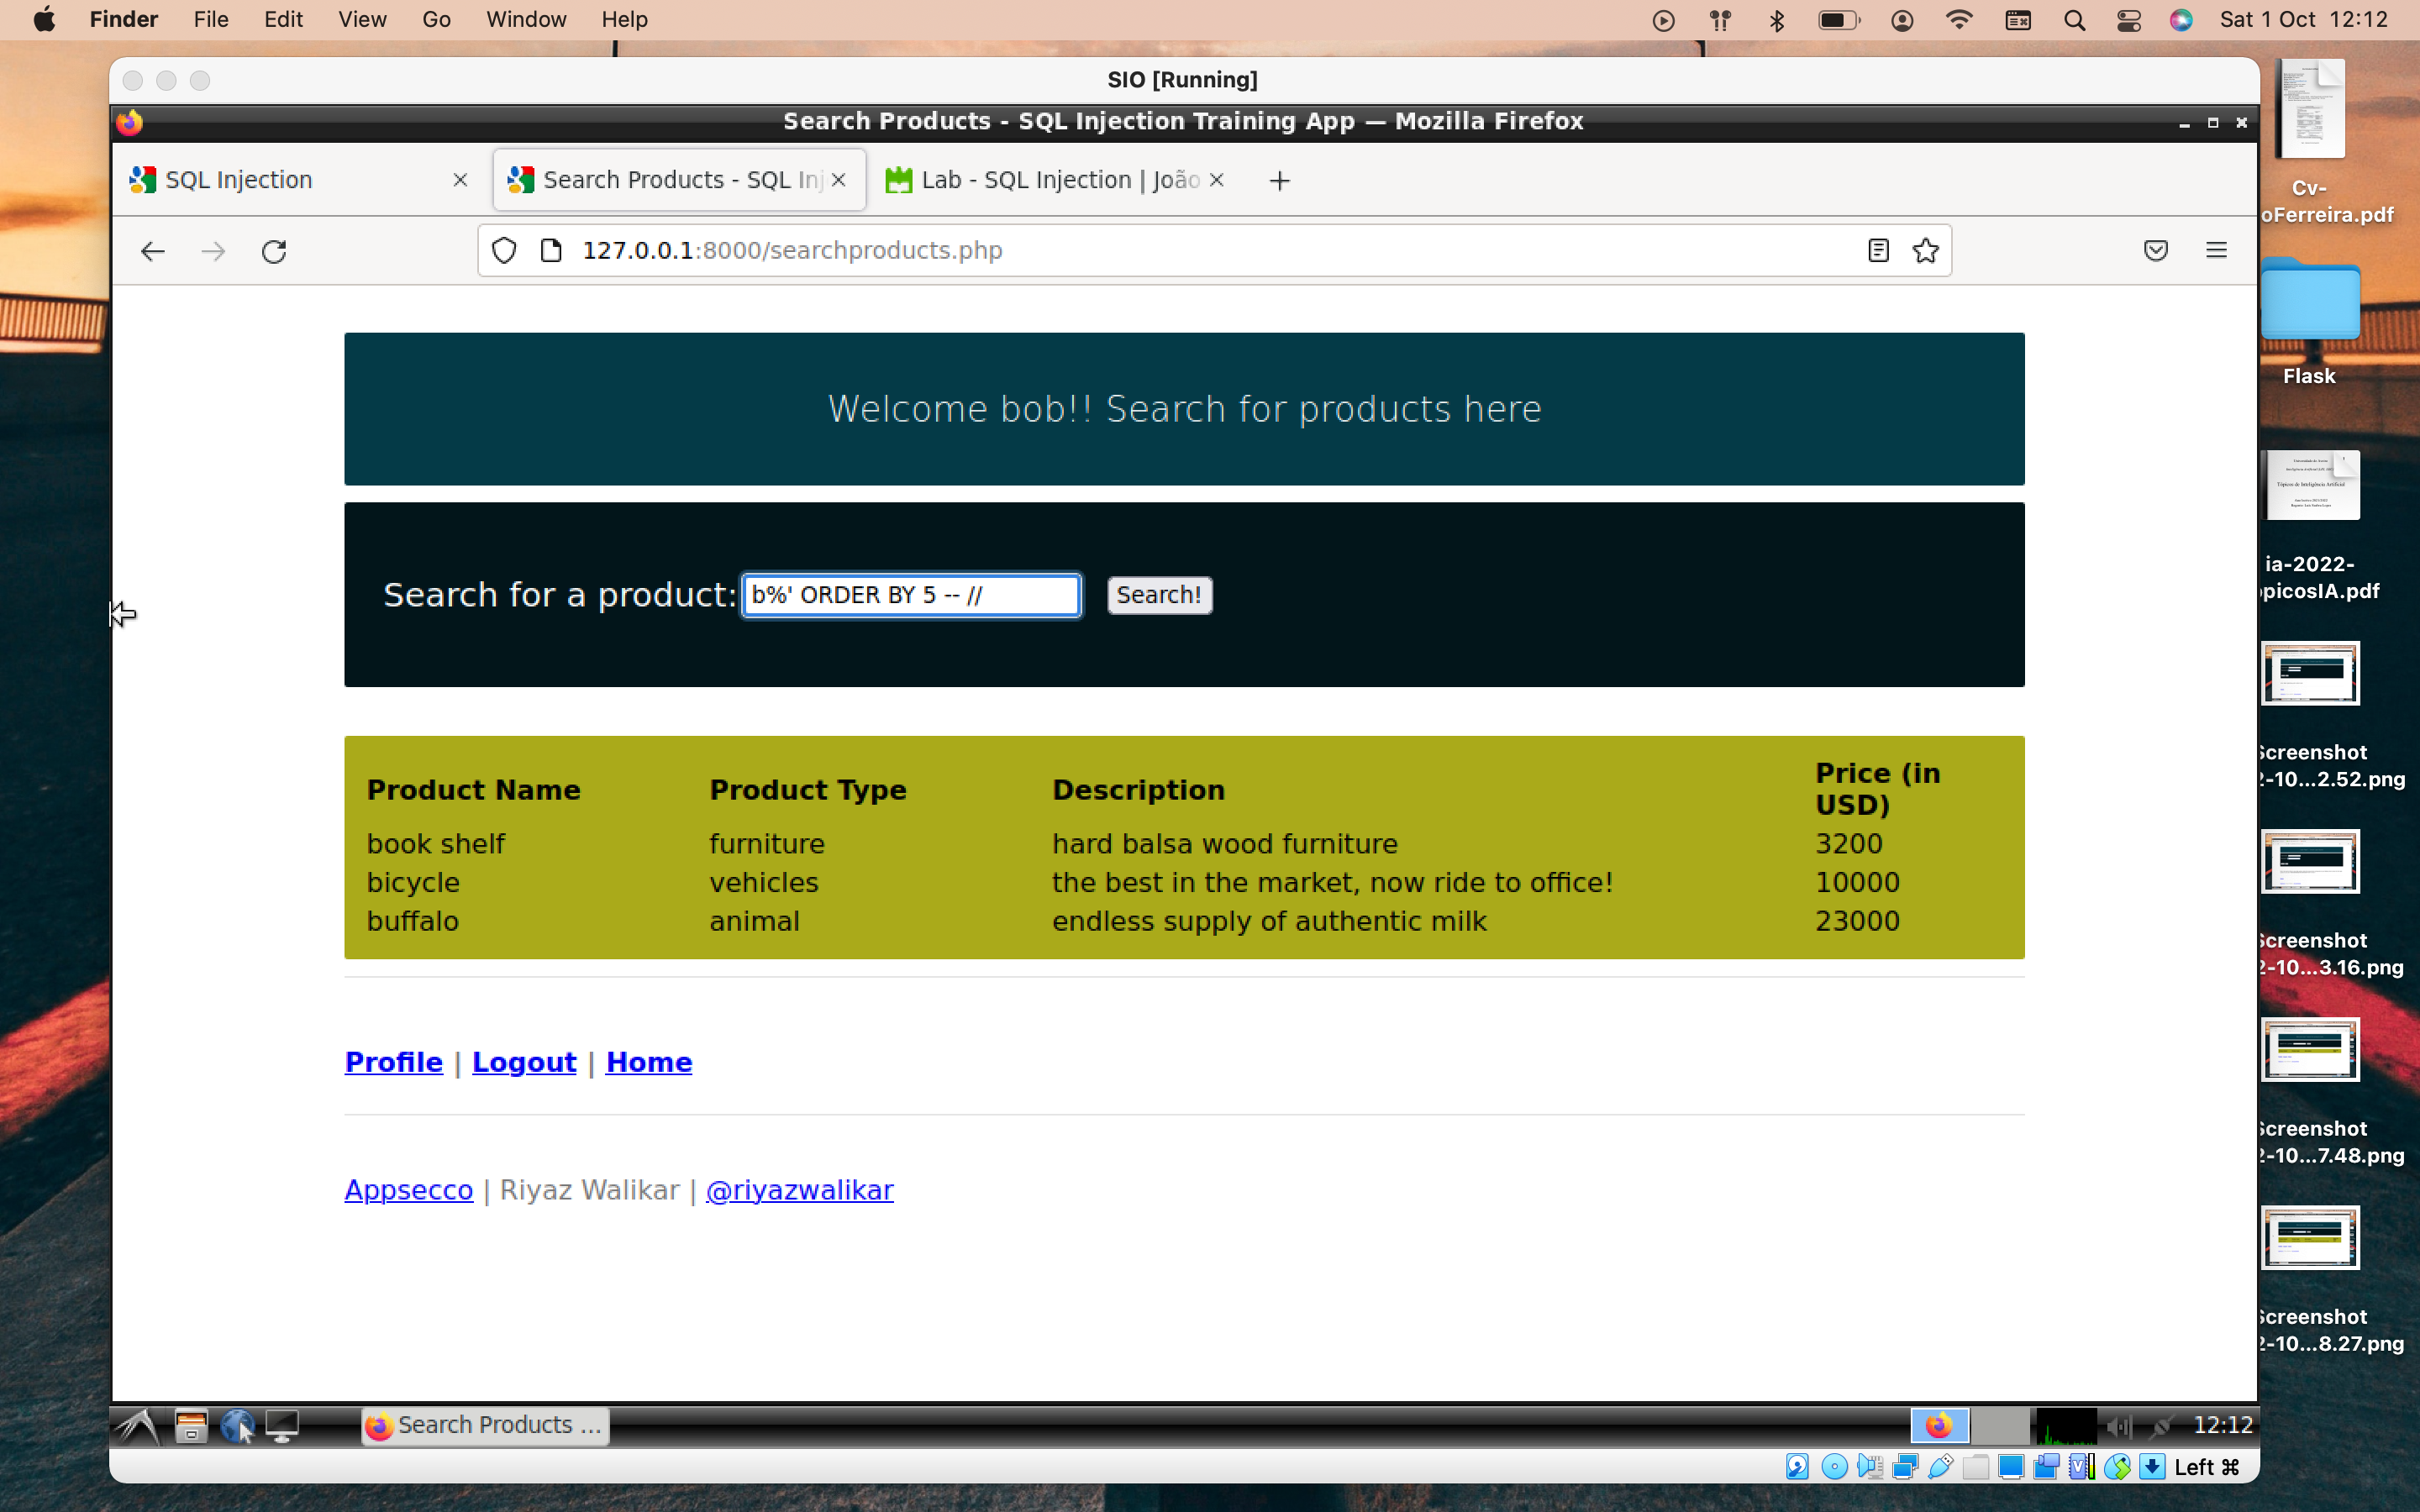 Finder File Edit View Go Window Help Sat 1 Oct 12:12
SIO [Running]
Search Products - SQL Injection Training App — Mozilla Firefox
SQL Injection Search Products - SQL Inj Lab - SQL Injection | João
127.0.0.1:8000/searchproducts.php
Welcome bob!! Search for products here
Search for a product: b%' ORDER BY 5 -- // Search!
Product Name Product Type Description Price (in USD)
book shelf furniture hard balsa wood furniture 3200
bicycle vehicles the best in the market, now ride to office! 10000
buffalo animal endless supply of authentic milk 23000
Profile | Logout | Home
Appsecco | Riyaz Walikar | @riyazwalikar
Search Products ... 12:12
Left ⌘
Cv-
oFerreira.pdf
Flask
ia-2022-
picosIA.pdf
Screenshot
2-10...2.52.png
Screenshot
2-10...3.16.png
Screenshot
2-10...7.48.png
Screenshot
2-10...8.27.png